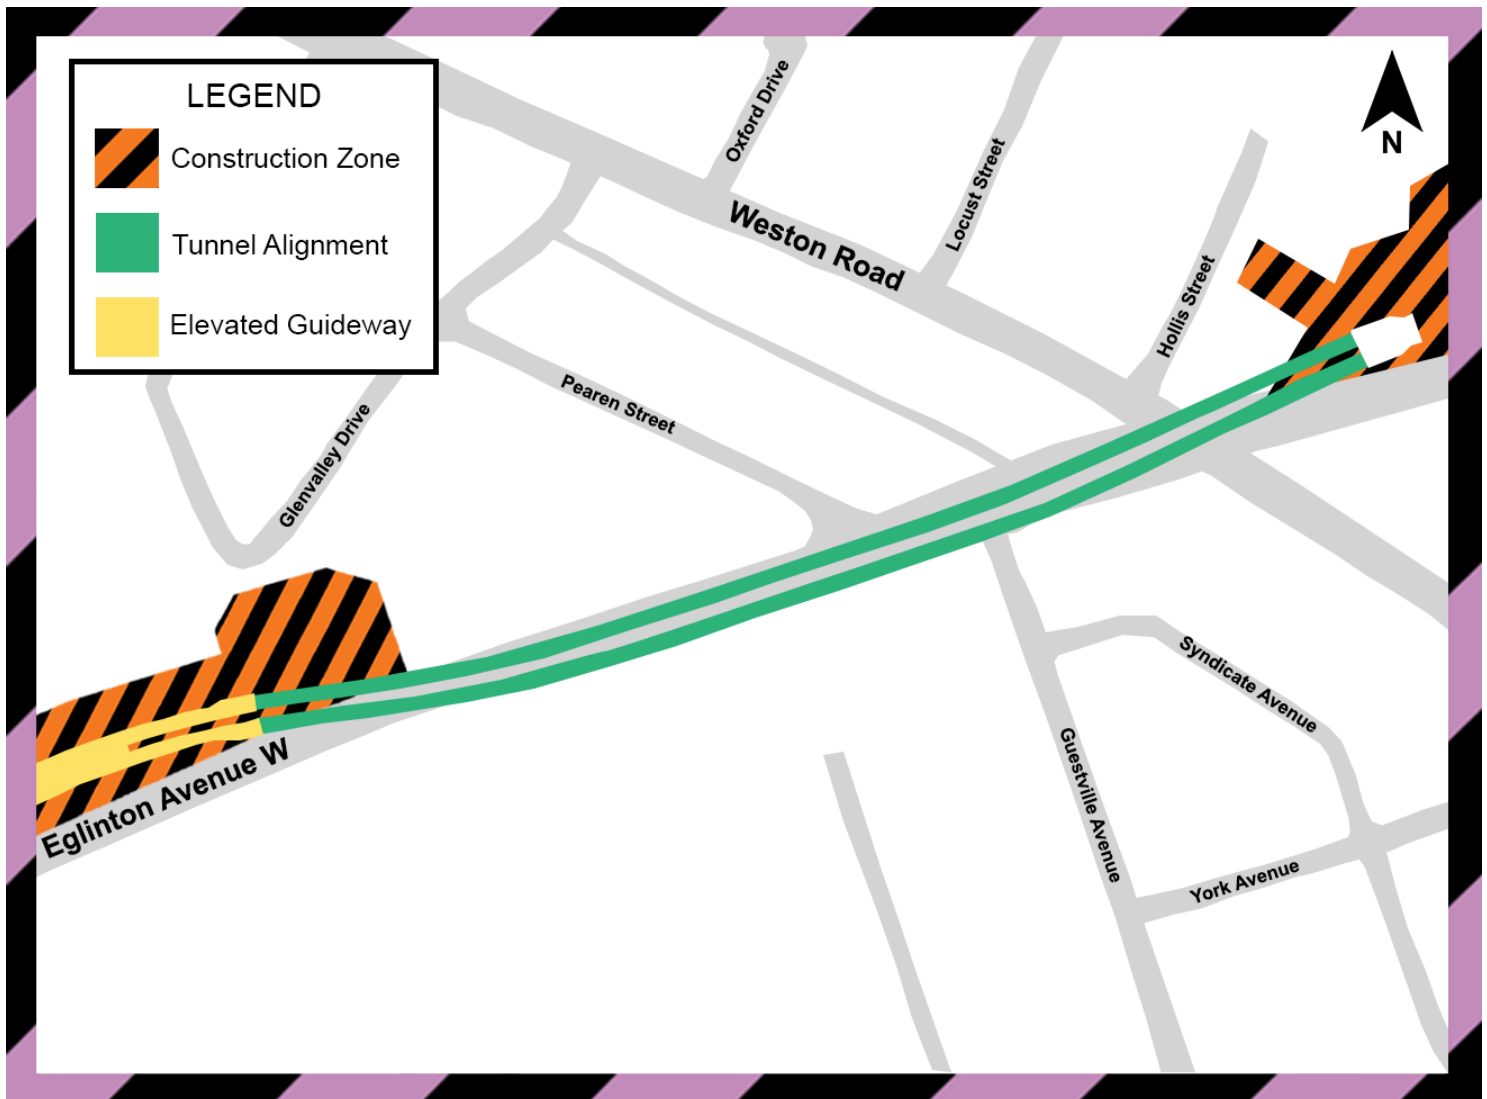 LEGEND
Construction Zone
Tunnel Alignment
Elevated Guideway
N
Oxford Drive
Locust Street
Weston Road
Hollis Street
Pearen Street
Glenvalley Drive
Syndicate Avenue
Guestville Avenue
York Avenue
Eglinton Avenue W